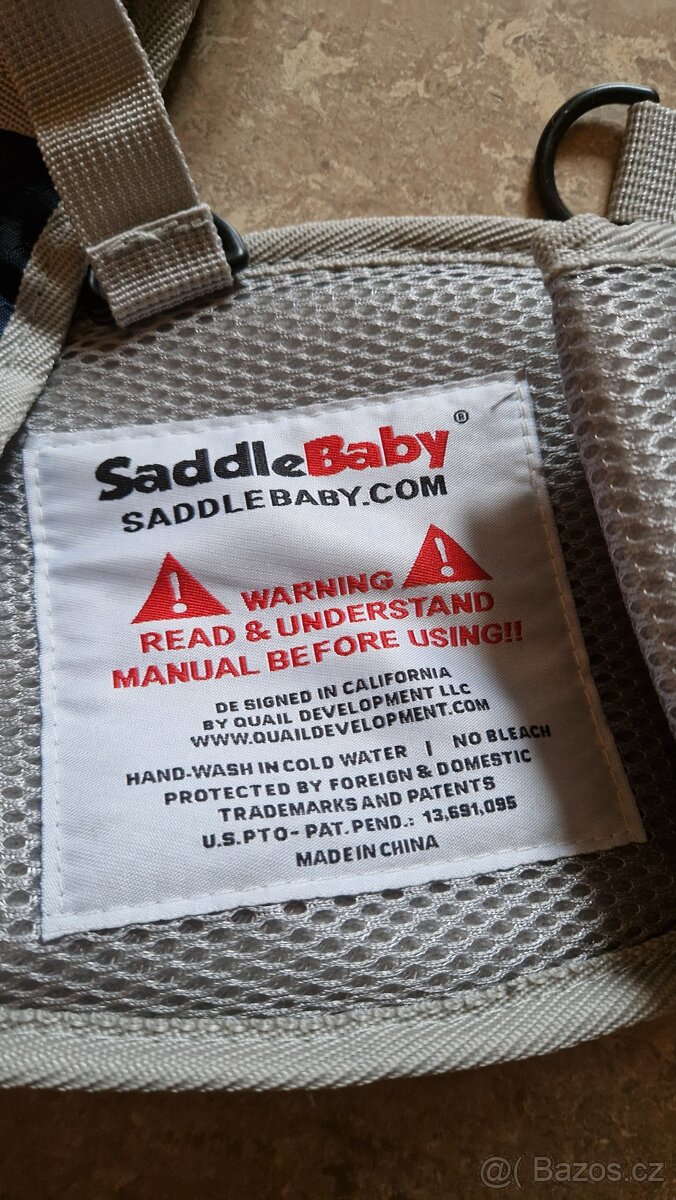 SaddleBaby®
SADDLEBABY.COM
! WARNING !
READ & UNDERSTAND
MANUAL BEFORE USING!!
DESIGNED IN CALIFORNIA
BY QUAIL DEVELOPMENT LLC
WWW.QUAILDEVELOPMENT.COM
HAND-WASH IN COLD WATER | NO BLEACH
PROTECTED BY FOREIGN & DOMESTIC
TRADEMARKS AND PATENTS
U.S.PTO- PAT. PEND.: 13,691,095
MADE IN CHINA
@( Bazos.cz